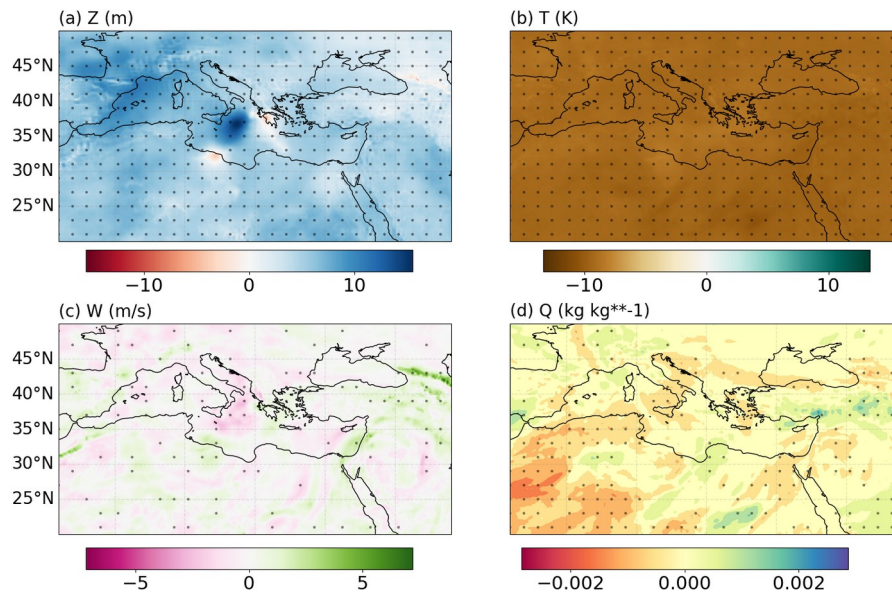 (a) Z (m)
(b) T (K)
45°N
40°N
35°N
30°N
25°N
−10 0 10
−10 0 10
(c) W (m/s)
(d) Q (kg kg**-1)
45°N
40°N
35°N
30°N
25°N
−5 0 5
−0.002 0.000 0.002